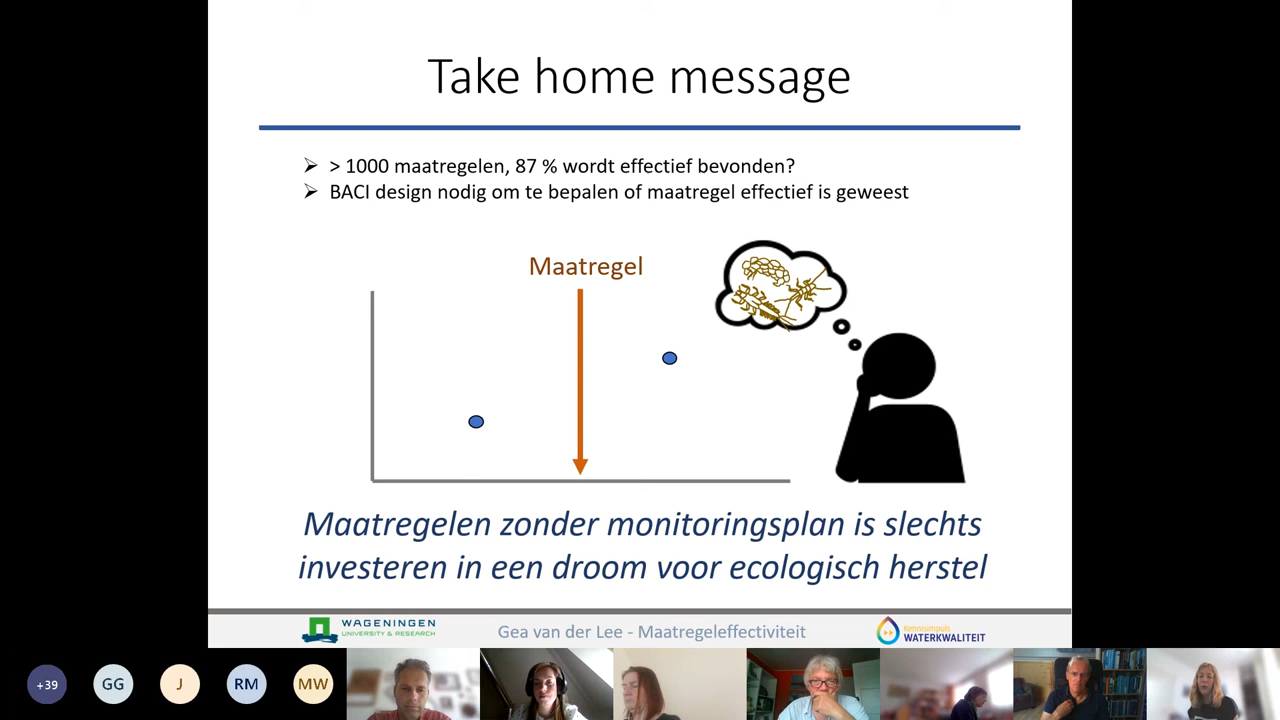 Take home message
> 1000 maatregelen, 87 % wordt effectief bevonden?
BACI design nodig om te bepalen of maatregel effectief is geweest
Maatregel
Maatregelen zonder monitoringsplan is slechts
investeren in een droom voor ecologisch herstel
WAGENINGEN
UNIVERSITY & RESEARCH
Gea van der Lee - Maatregeleffectiviteit
Kennisimpuls
WATERKWALITEIT
+39
GG
J
RM
MW